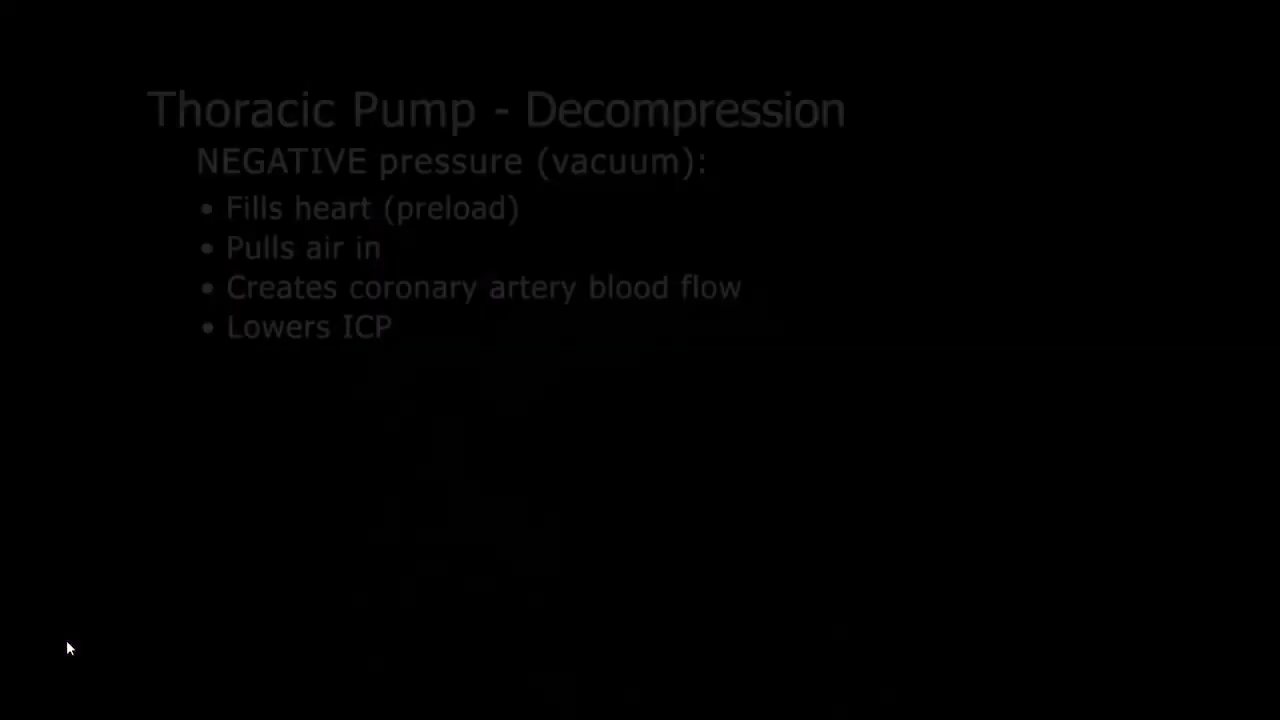 Thoracic Pump - Decompression
NEGATIVE pressure (vacuum):
• Fills heart (preload)
• Pulls air in
• Creates coronary artery blood flow
• Lowers ICP